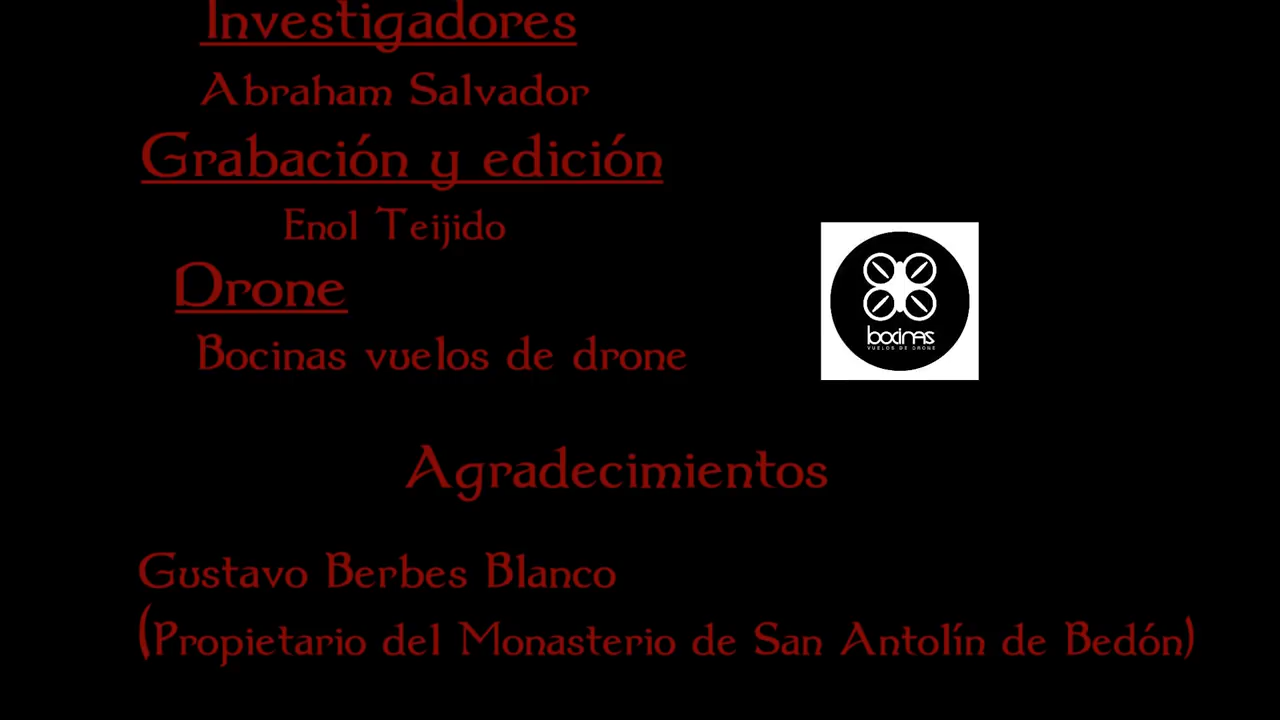 Investigadores
Abraham Salvador
Grabación y edición
Enol Teijido
Drone
Bocinas vuelos de drone
bocinas
VUELOS DE DRONE
Agradecimientos
Gustavo Berbes Blanco
(Propietario del Monasterio de San Antolín de Bedón)